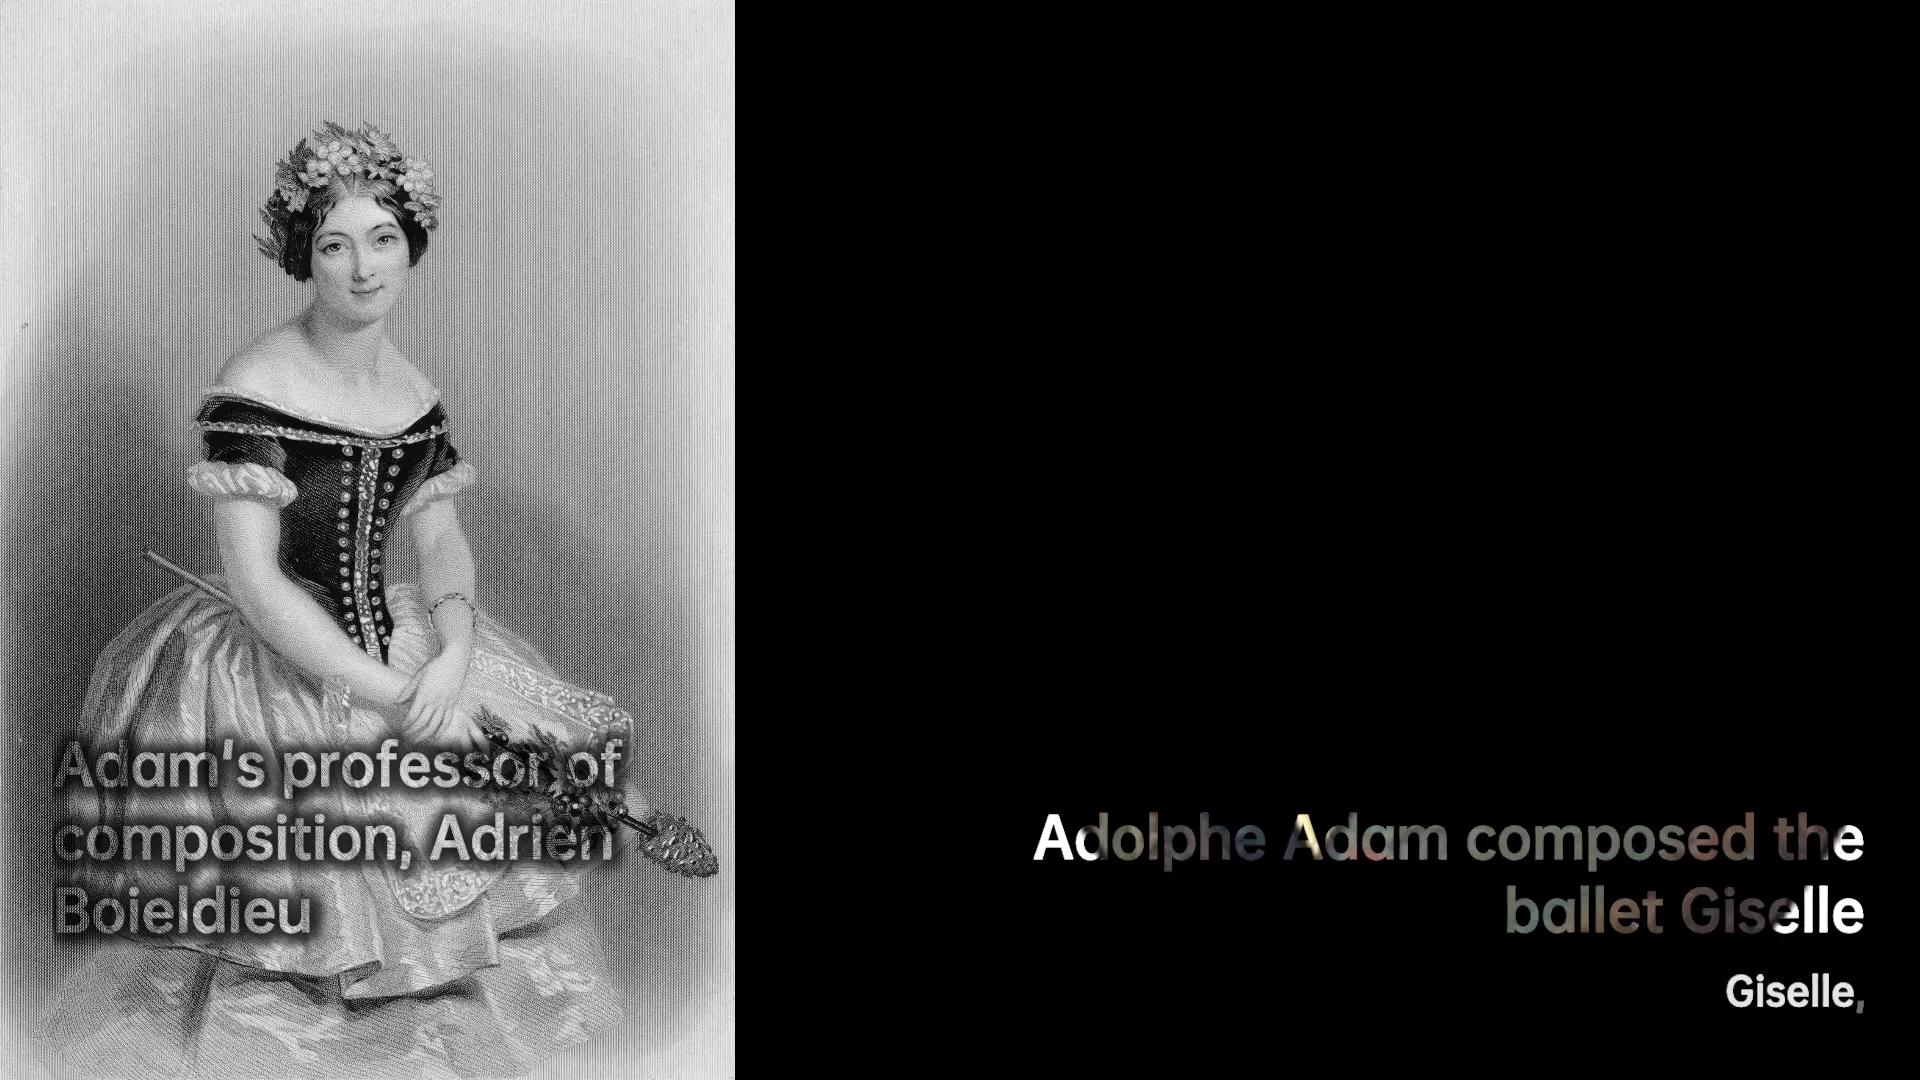 Adam's professor of
composition, Adrien
Boieldieu
Adolphe Adam composed the
ballet Giselle
Giselle,